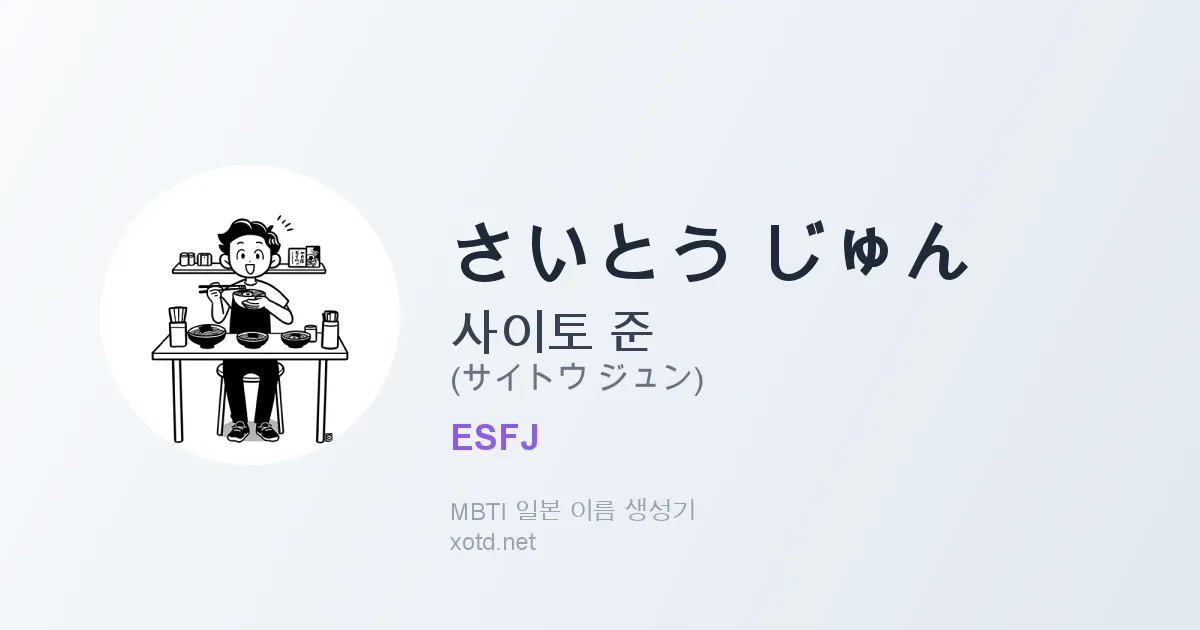 さいとう じゅん
사이토 준
(サイトウ ジュン)
ESFJ
MBTI 일본 이름 생성기
xotd.net